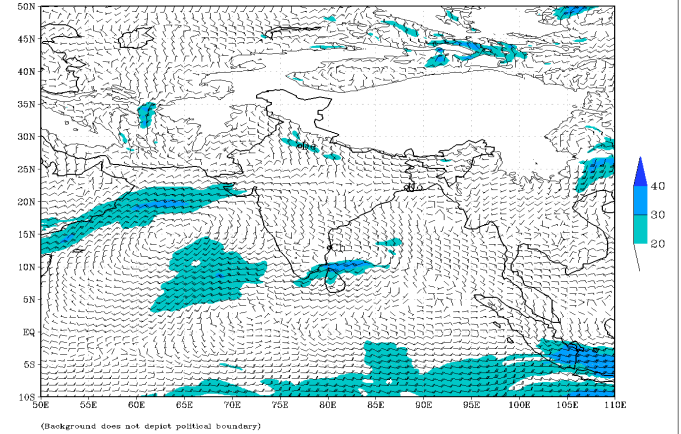 50N
45N
40N
35N
30N
25N
20N
15N
10N
5N
EQ
5S
10S
50E 55E 60E 65E 70E 75E 80E 85E 90E 95E 100E 105E 110E
40
30
20
(Background does not depict political boundary)